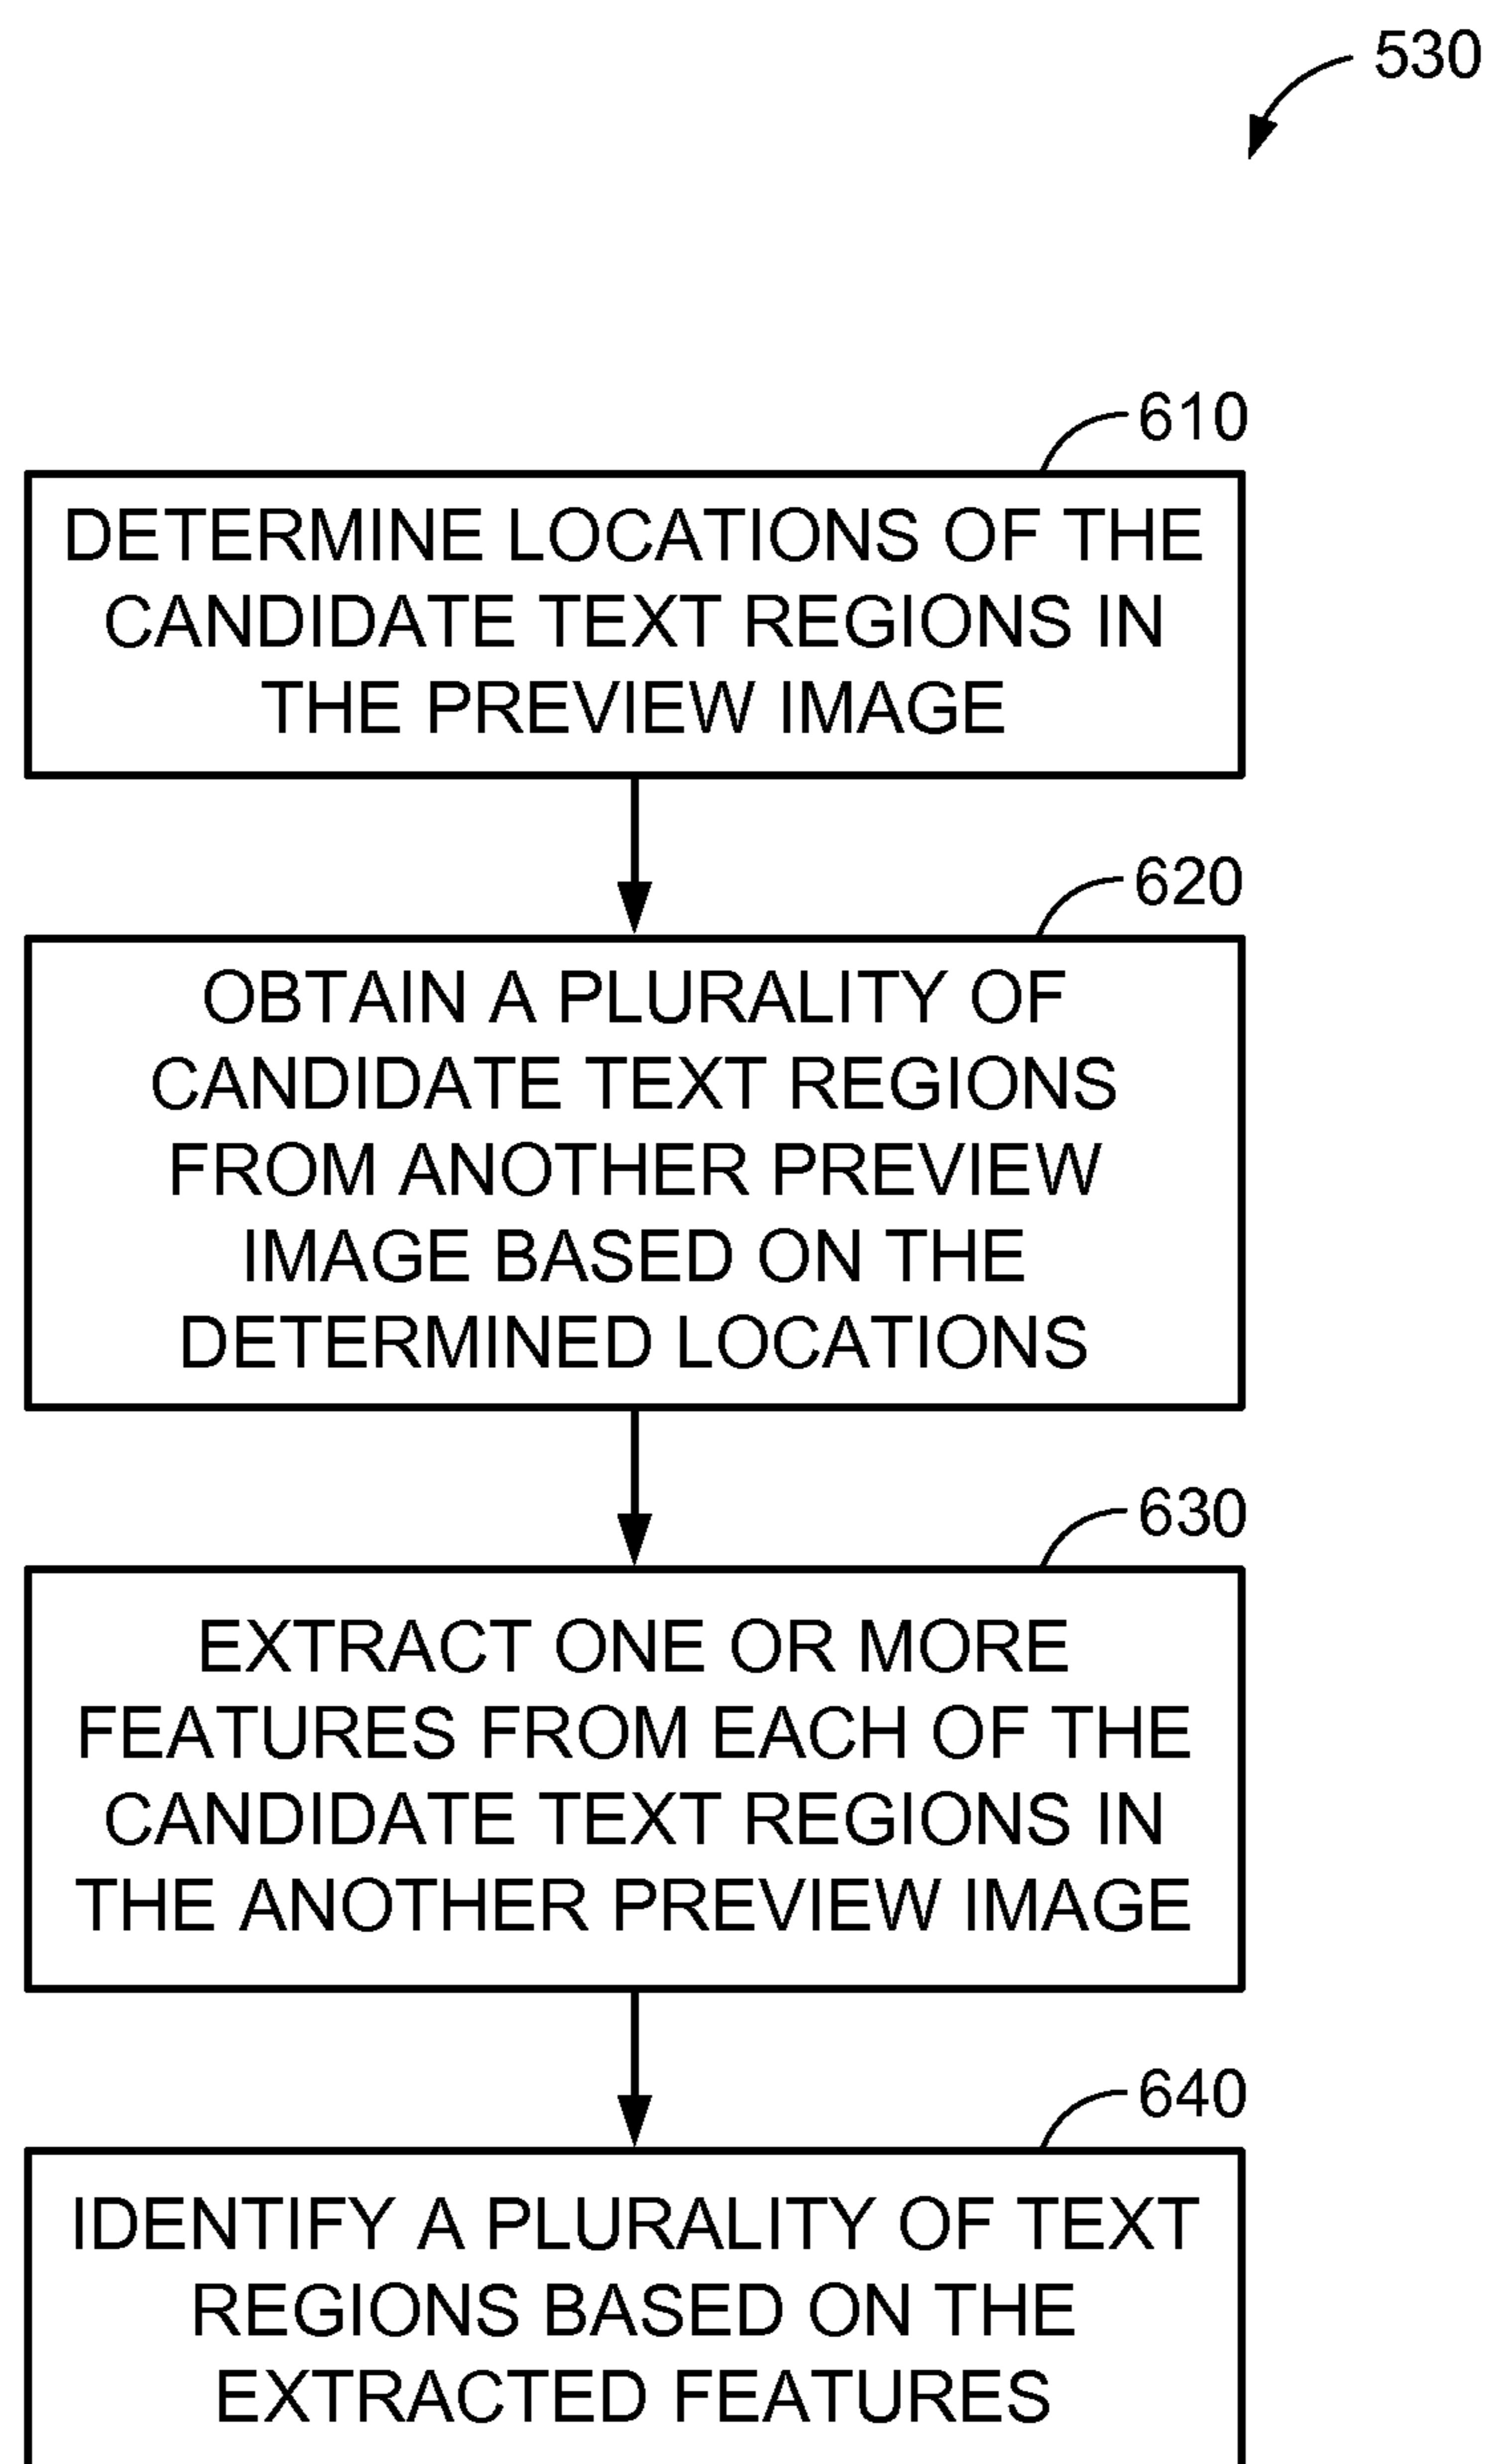 530
610
DETERMINE LOCATIONS OF THE
CANDIDATE TEXT REGIONS IN
THE PREVIEW IMAGE
620
OBTAIN A PLURALITY OF
CANDIDATE TEXT REGIONS
FROM ANOTHER PREVIEW
IMAGE BASED ON THE
DETERMINED LOCATIONS
630
EXTRACT ONE OR MORE
FEATURES FROM EACH OF THE
CANDIDATE TEXT REGIONS IN
THE ANOTHER PREVIEW IMAGE
640
IDENTIFY A PLURALITY OF TEXT
REGIONS BASED ON THE
EXTRACTED FEATURES